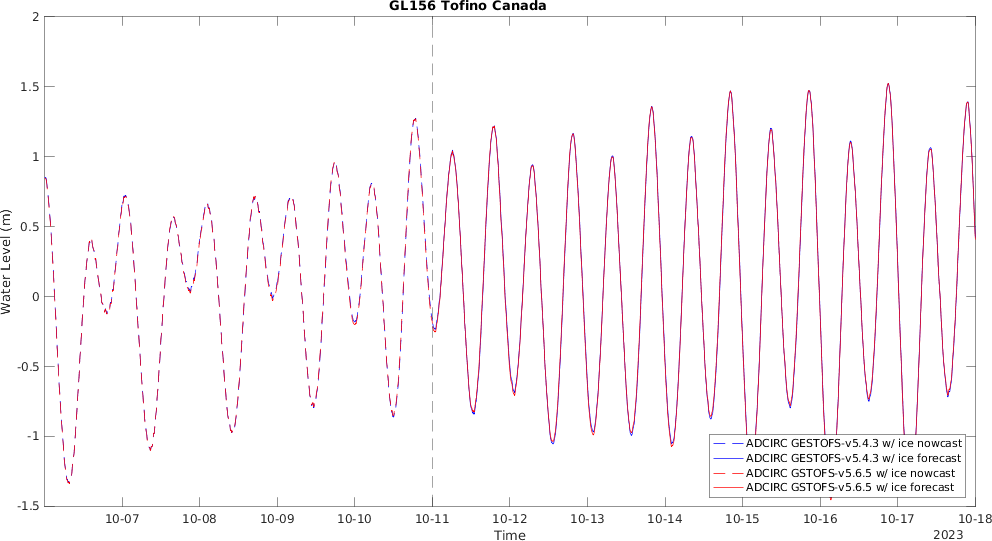 GL156 Tofino Canada
2
1.5
1
0.5
0
-0.5
-1
-1.5
Water Level (m)
ADCIRC GESTOFS-v5.4.3 w/ ice nowcast
ADCIRC GESTOFS-v5.4.3 w/ ice forecast
ADCIRC GSTOFS-v5.6.5 w/ ice nowcast
ADCIRC GSTOFS-v5.6.5 w/ ice forecast
10-07 10-08 10-09 10-10 10-11 10-12 10-13 10-14 10-15 10-16 10-17 10-18
Time
2023